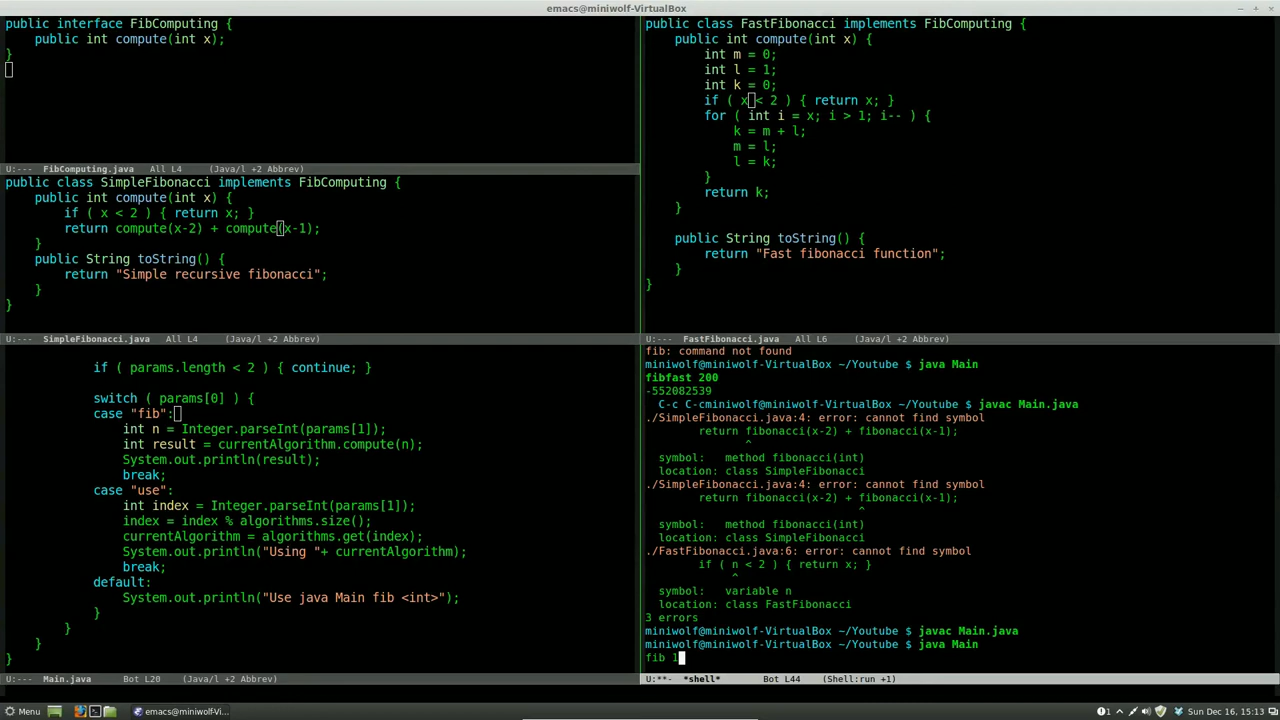 emacs@miniwolf-VirtualBox
public interface FibComputing {
    public int compute(int x);
}
U:---  FibComputing.java   All L4     (Java/l +2 Abbrev)
public class SimpleFibonacci implements FibComputing {
    public int compute(int x) {
        if ( x < 2 ) { return x; }
        return compute(x-2) + compute(x-1);
    }
    public String toString() {
        return "Simple recursive fibonacci";
    }
}
U:---  SimpleFibonacci.java   All L4     (Java/l +2 Abbrev)
            if ( params.length < 2 ) { continue; }
            switch ( params[0] ) {
            case "fib":
                int n = Integer.parseInt(params[1]);
                int result = currentAlgorithm.compute(n);
                System.out.println(result);
                break;
            case "use":
                int index = Integer.parseInt(params[1]);
                index = index % algorithms.size();
                currentAlgorithm = algorithms.get(index);
                System.out.println("Using "+ currentAlgorithm);
                break;
            default:
                System.out.println("Use java Main fib <int>");
            }
        }
    }
}
U:---  Main.java      Bot L20    (Java/l +2 Abbrev)
public class FastFibonacci implements FibComputing {
    public int compute(int x) {
        int m = 0;
        int l = 1;
        int k = 0;
        if ( x < 2 ) { return x; }
        for ( int i = x; i > 1; i-- ) {
            k = m + l;
            m = l;
            l = k;
        }
        return k;
    }
    public String toString() {
        return "Fast fibonacci function";
    }
}
U:---  FastFibonacci.java   All L6     (Java/l +2 Abbrev)
fib: command not found
miniwolf@miniwolf-VirtualBox ~/Youtube $ java Main
fibfast 200
-552082539
  C-c C-cminiwolf@miniwolf-VirtualBox ~/Youtube $ javac Main.java
./SimpleFibonacci.java:4: error: cannot find symbol
        return fibonacci(x-2) + fibonacci(x-1);
               ^
  symbol:   method fibonacci(int)
  location: class SimpleFibonacci
./SimpleFibonacci.java:4: error: cannot find symbol
        return fibonacci(x-2) + fibonacci(x-1);
                                ^
  symbol:   method fibonacci(int)
  location: class SimpleFibonacci
./FastFibonacci.java:6: error: cannot find symbol
        if ( n < 2 ) { return x; }
             ^
  symbol:   variable n
  location: class FastFibonacci
3 errors
miniwolf@miniwolf-VirtualBox ~/Youtube $ javac Main.java
miniwolf@miniwolf-VirtualBox ~/Youtube $ java Main
fib 1
U:**-  *shell*       Bot L44    (Shell:run +1)
Menu
emacs@miniwolf-Vi...
1
Sun Dec 16, 15:13